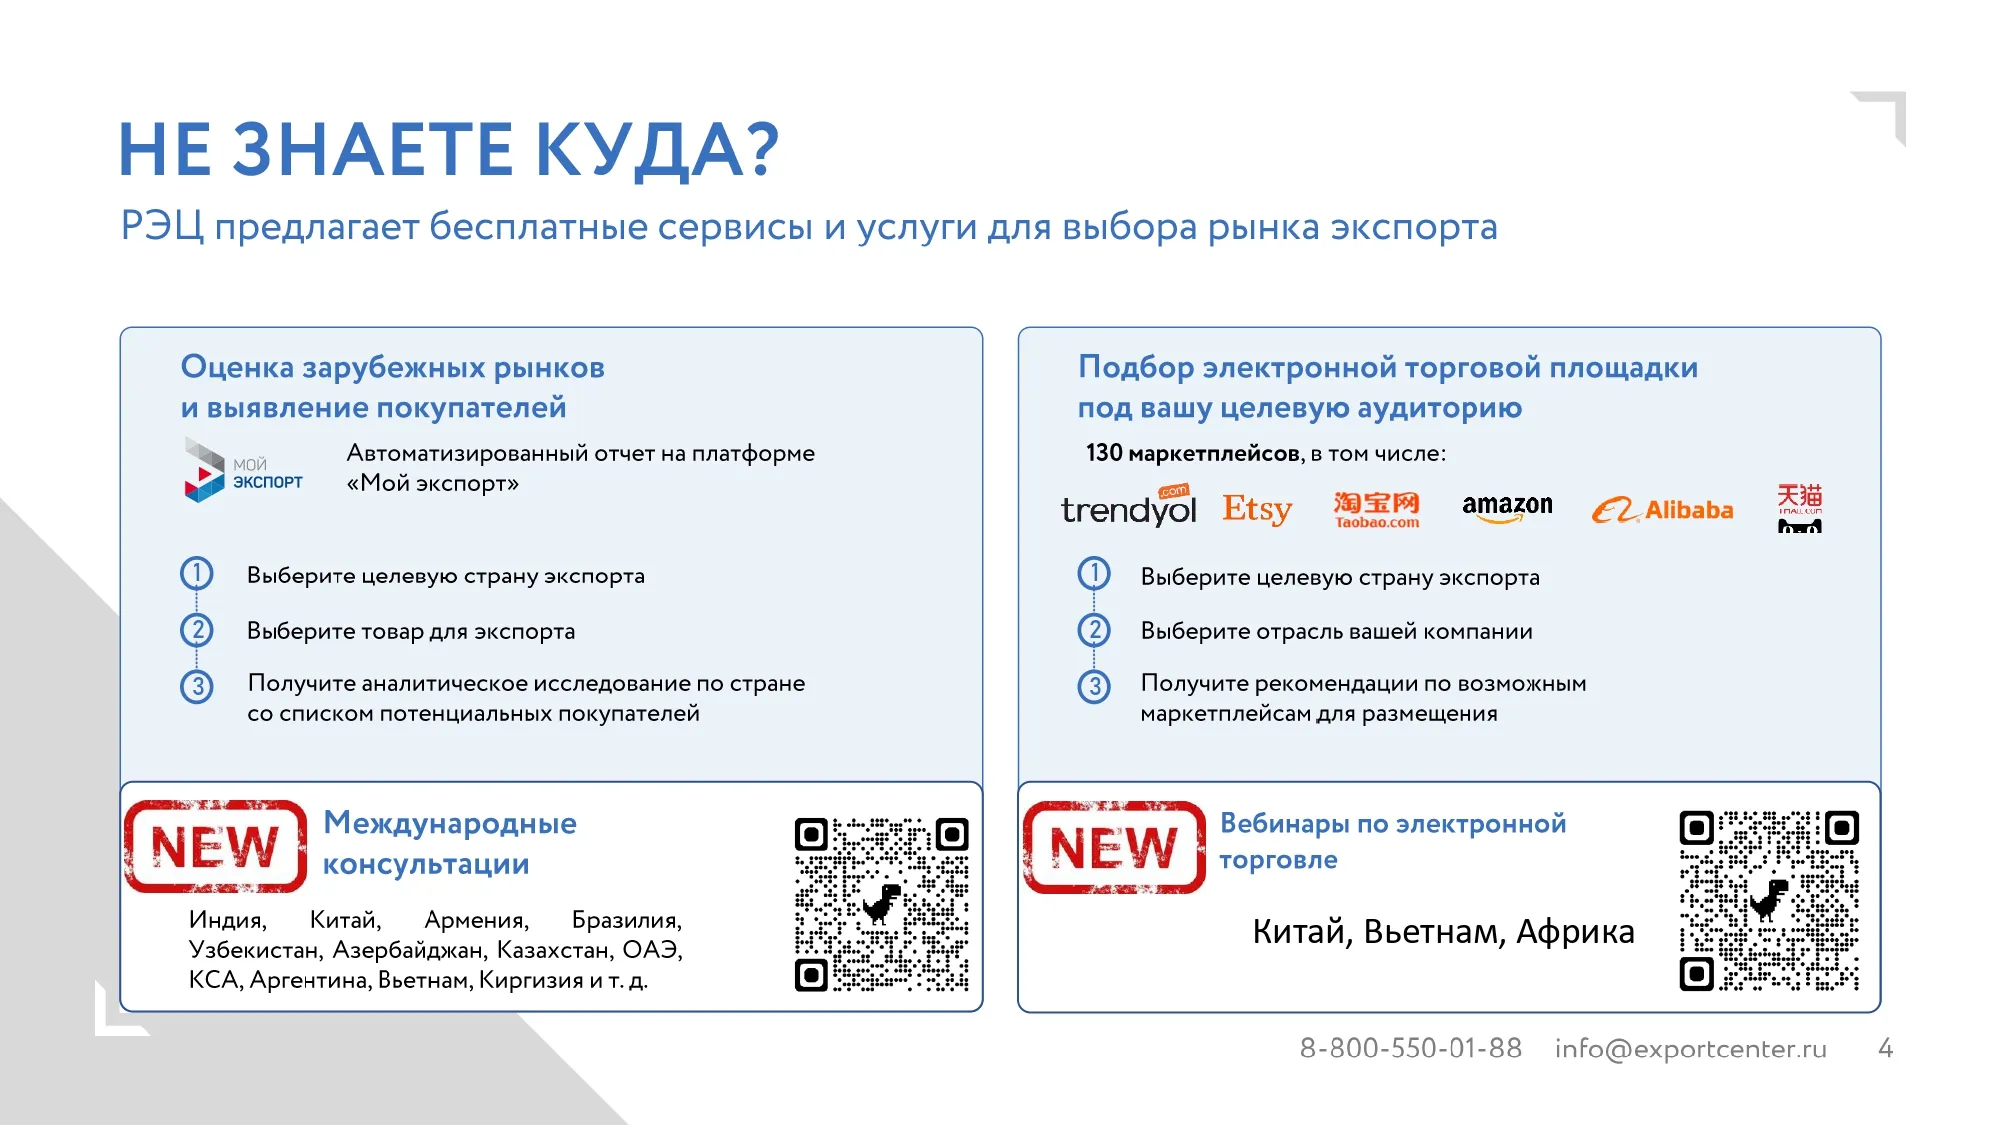 НЕ ЗНАЕТЕ КУДА?
РЭЦ предлагает бесплатные сервисы и услуги для выбора рынка экспорта
Оценка зарубежных рынков
и выявление покупателей
МОЙ
ЭКСПОРТ
Автоматизированный отчет на платформе
«Мой экспорт»
1 Выберите целевую страну экспорта
2 Выберите товар для экспорта
3 Получите аналитическое исследование по стране
со списком потенциальных покупателей
NEW
Международные
консультации
Индия, Китай, Армения, Бразилия,
Узбекистан, Азербайджан, Казахстан, ОАЭ,
КСА, Аргентина, Вьетнам, Киргизия и т. д.
Подбор электронной торговой площадки
под вашу целевую аудиторию
130 маркетплейсов, в том числе:
trendyol.com
Etsy
淘宝网
Taobao.com
amazon
Alibaba
天猫
TMALL.COM
1 Выберите целевую страну экспорта
2 Выберите отрасль вашей компании
3 Получите рекомендации по возможным
маркетплейсам для размещения
NEW
Вебинары по электронной
торговле
Китай, Вьетнам, Африка
8-800-550-01-88 info@exportcenter.ru 4